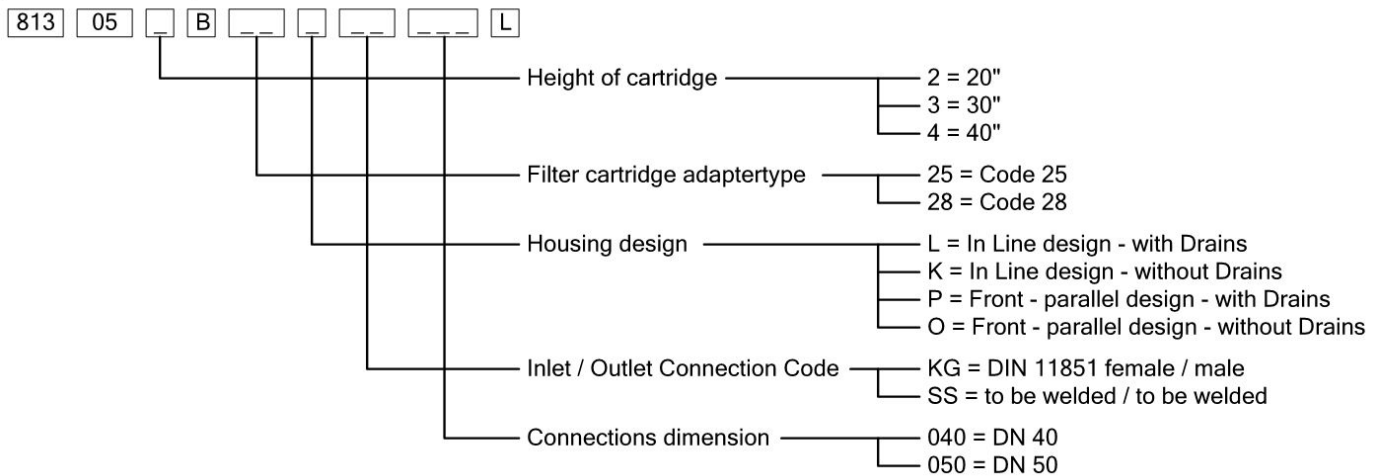 813 05 _ B _ _ _ _ _ _ _ _ L
Height of cartridge
2 = 20"
3 = 30"
4 = 40"
Filter cartridge adaptertype
25 = Code 25
28 = Code 28
Housing design
L = In Line design - with Drains
K = In Line design - without Drains
P = Front - parallel design - with Drains
O = Front - parallel design - without Drains
Inlet / Outlet Connection Code
KG = DIN 11851 female / male
SS = to be welded / to be welded
Connections dimension
040 = DN 40
050 = DN 50